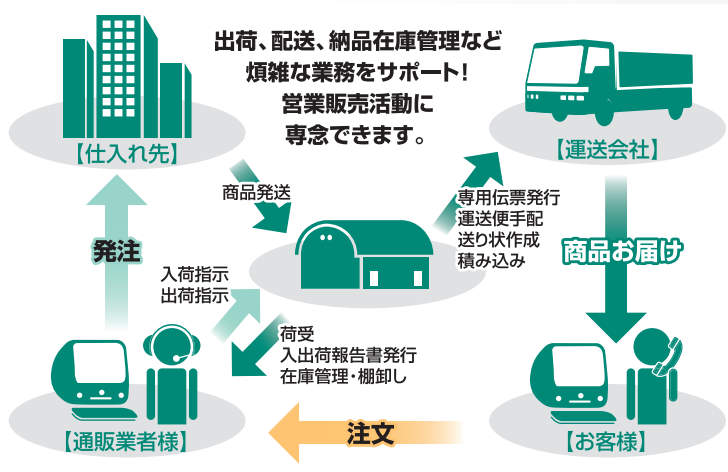 出荷、配送、納品在庫管理など
煩雑な業務をサポート!
営業販売活動に
専念できます。
【仕入れ先】
【運送会社】
商品発送
専用伝票発行
運送便手配
送り状作成
積み込み
発注
商品お届け
入荷指示
出荷指示
荷受
入出荷報告書発行
在庫管理・棚卸し
注文
【通販業者様】
【お客様】